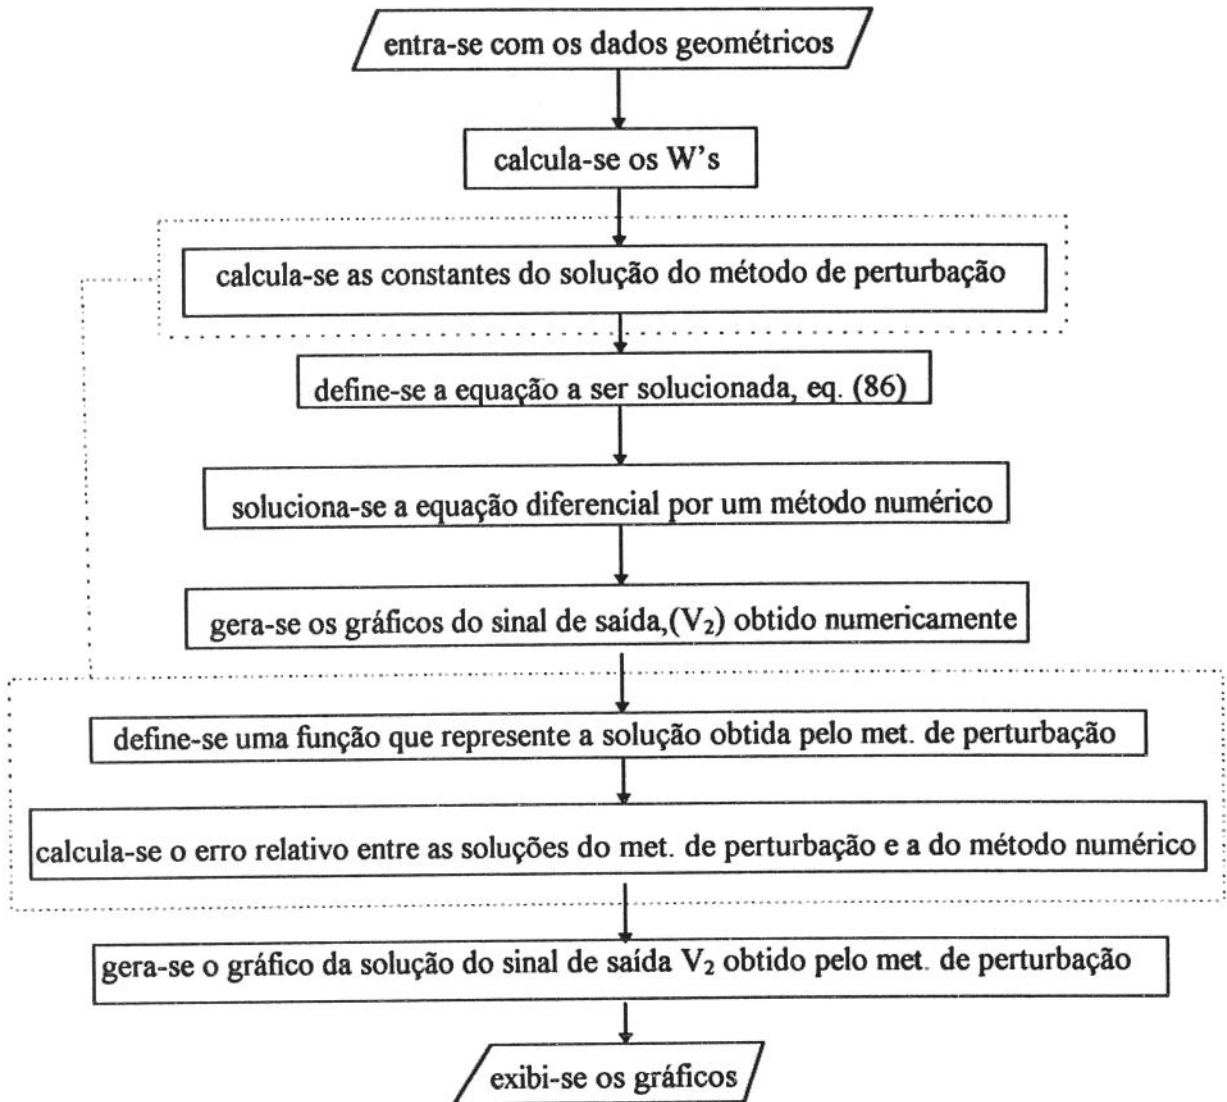 entra-se com os dados geométricos
calcula-se os W's
calcula-se as constantes do solução do método de perturbação
define-se a equação a ser solucionada, eq. (86)
soluciona-se a equação diferencial por um método numérico
gera-se os gráficos do sinal de saída,(V₂) obtido numericamente
define-se uma função que represente a solução obtida pelo met. de perturbação
calcula-se o erro relativo entre as soluções do met. de perturbação e a do método numérico
gera-se o gráfico da solução do sinal de saída V₂ obtido pelo met. de perturbação
exibi-se os gráficos